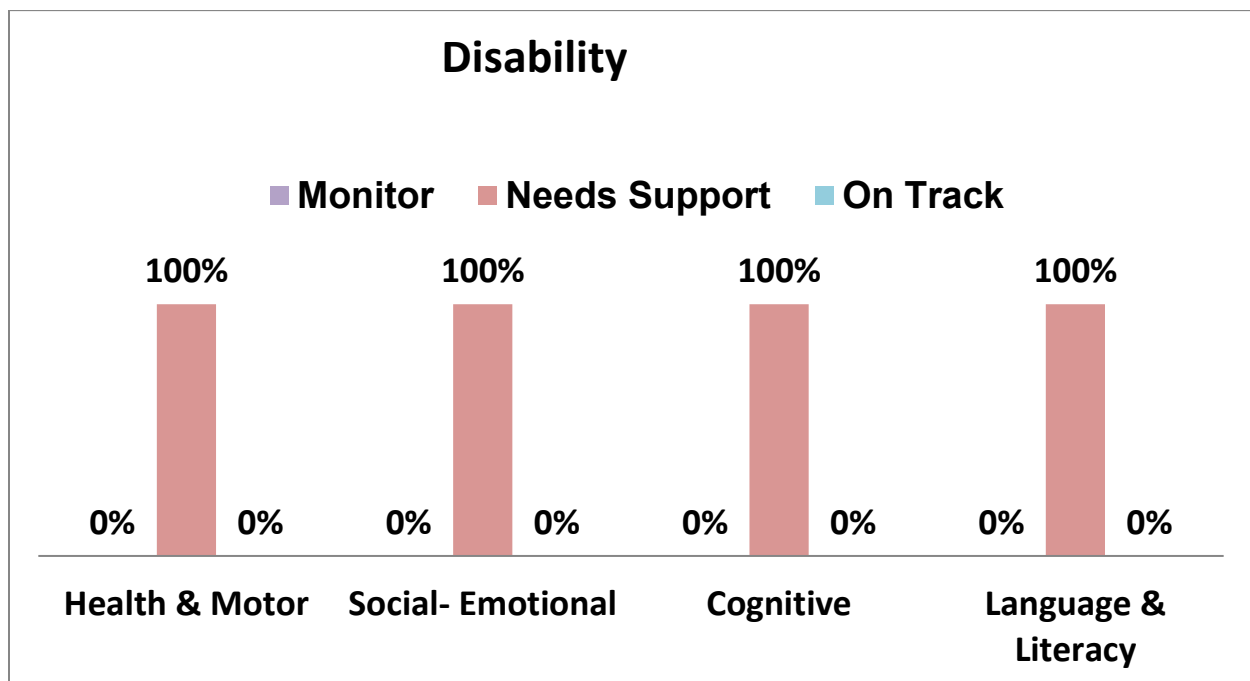 Disability
Monitor Needs Support On Track
100% 100% 100% 100%
0% 0% 0% 0% 0% 0% 0% 0%
Health & Motor Social- Emotional Cognitive Language &
Literacy